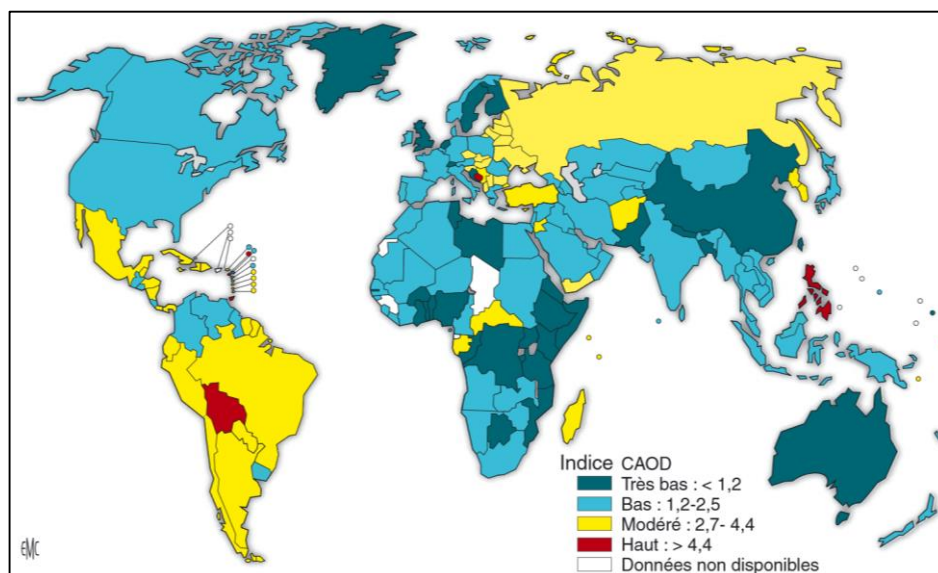 Indice CAOD
Très bas : < 1,2
Bas : 1,2-2,5
Modéré : 2,7- 4,4
Haut : > 4,4
Données non disponibles
EMC